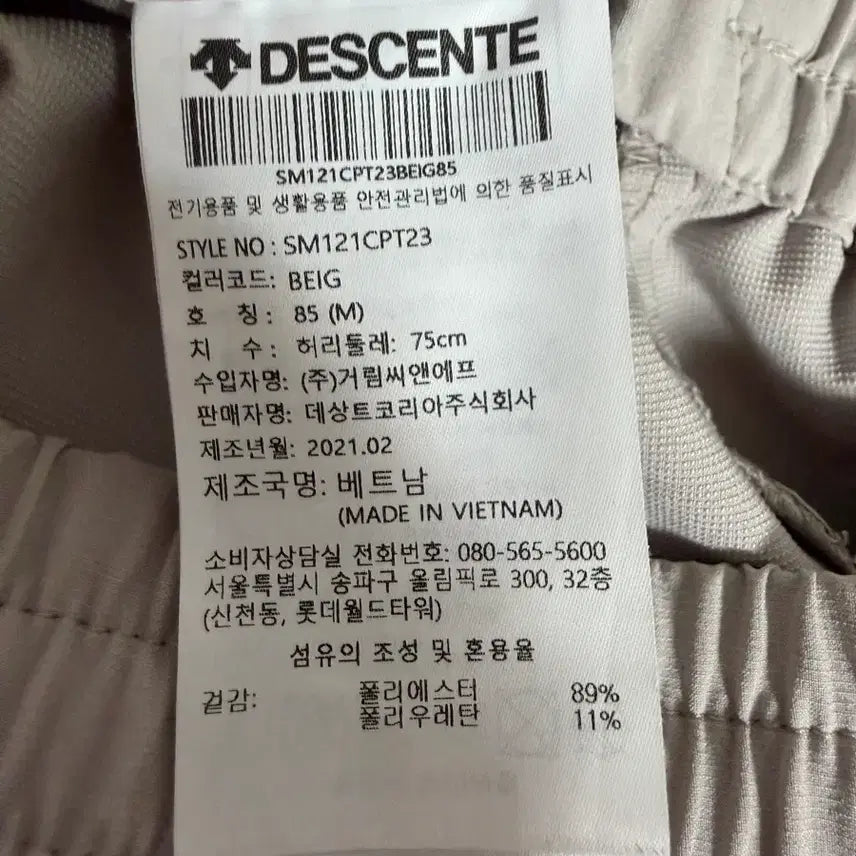 DESCENTE
SM121CPT23BEIG85
전기용품 및 생활용품 안전관리법에 의한 품질표시
STYLE NO : SM121CPT23
컬러코드: BEIG
호 칭 : 85 (M)
치 수 : 허리둘레: 75cm
수입자명: (주)거림씨앤에프
판매자명: 데상트코리아주식회사
제조년월: 2021.02
제조국명: 베트남
(MADE IN VIETNAM)
소비자상담실 전화번호: 080-565-5600
서울특별시 송파구 올림픽로 300, 32층
(신천동, 롯데월드타워)
섬유의 조성 및 혼용율
겉감: 폴리에스터 89%
폴리우레탄 11%